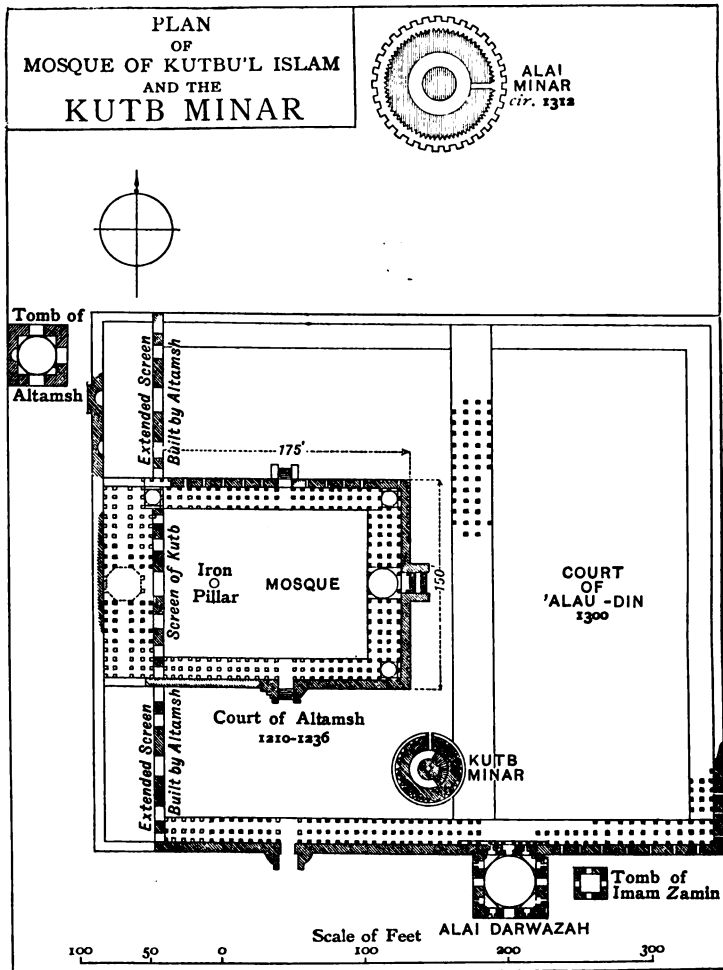 PLAN
OF
MOSQUE OF KUTBU'L ISLAM
AND THE
KUTB MINAR
ALAI
MINAR
cir. 1312
Tomb of
Altamsh
Extended Screen
Built by Altamsh
175'
150'
Screen of Kutb
Iron
Pillar
MOSQUE
COURT
OF
'ALAU-DIN
1300
Court of Altamsh
1210-1236
Extended Screen
Built by Altamsh
KUTB
MINAR
Tomb of
Imam Zamin
ALAI DARWAZAH
Scale of Feet
100 50 0 100 200 300